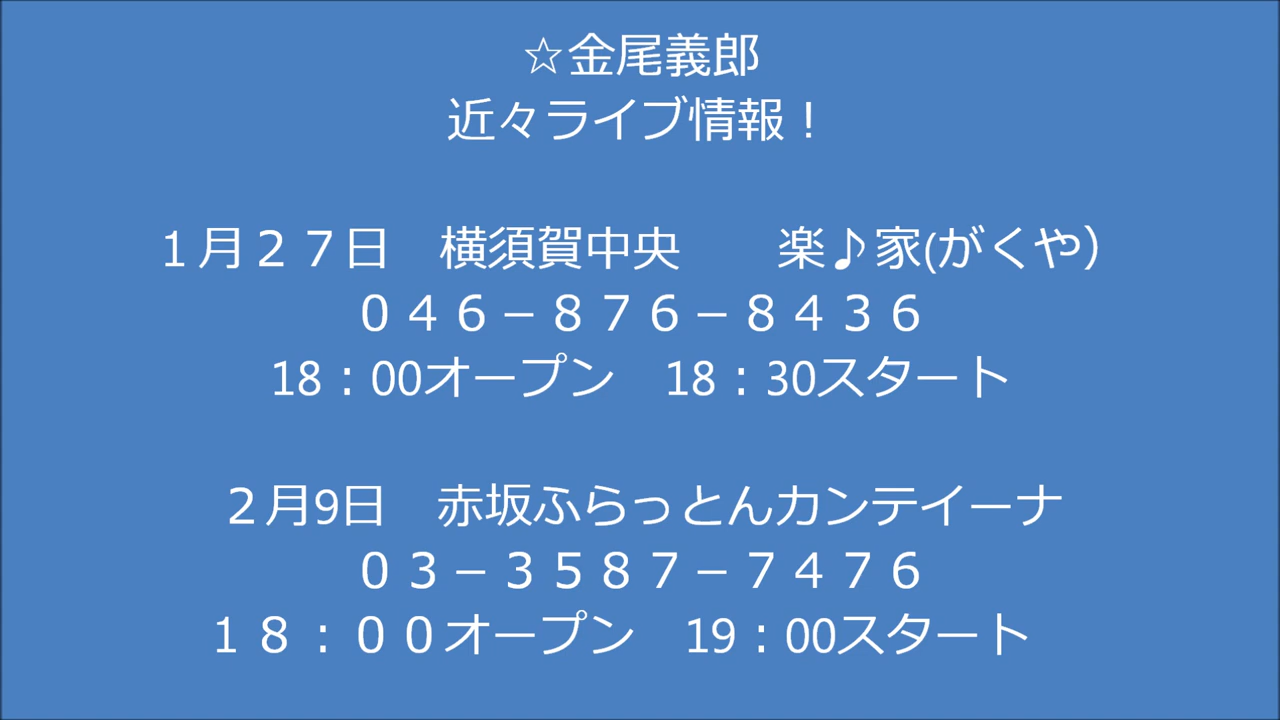 ☆金尾義郎
近々ライブ情報！
１月２７日　横須賀中央　　楽♪家(がくや）
０４６－８７６－８４３６
18：00オープン　18：30スタート
２月9日　赤坂ふらっとんカンテイーナ
０３－３５８７－７４７６
１８：００オープン　19：00スタート